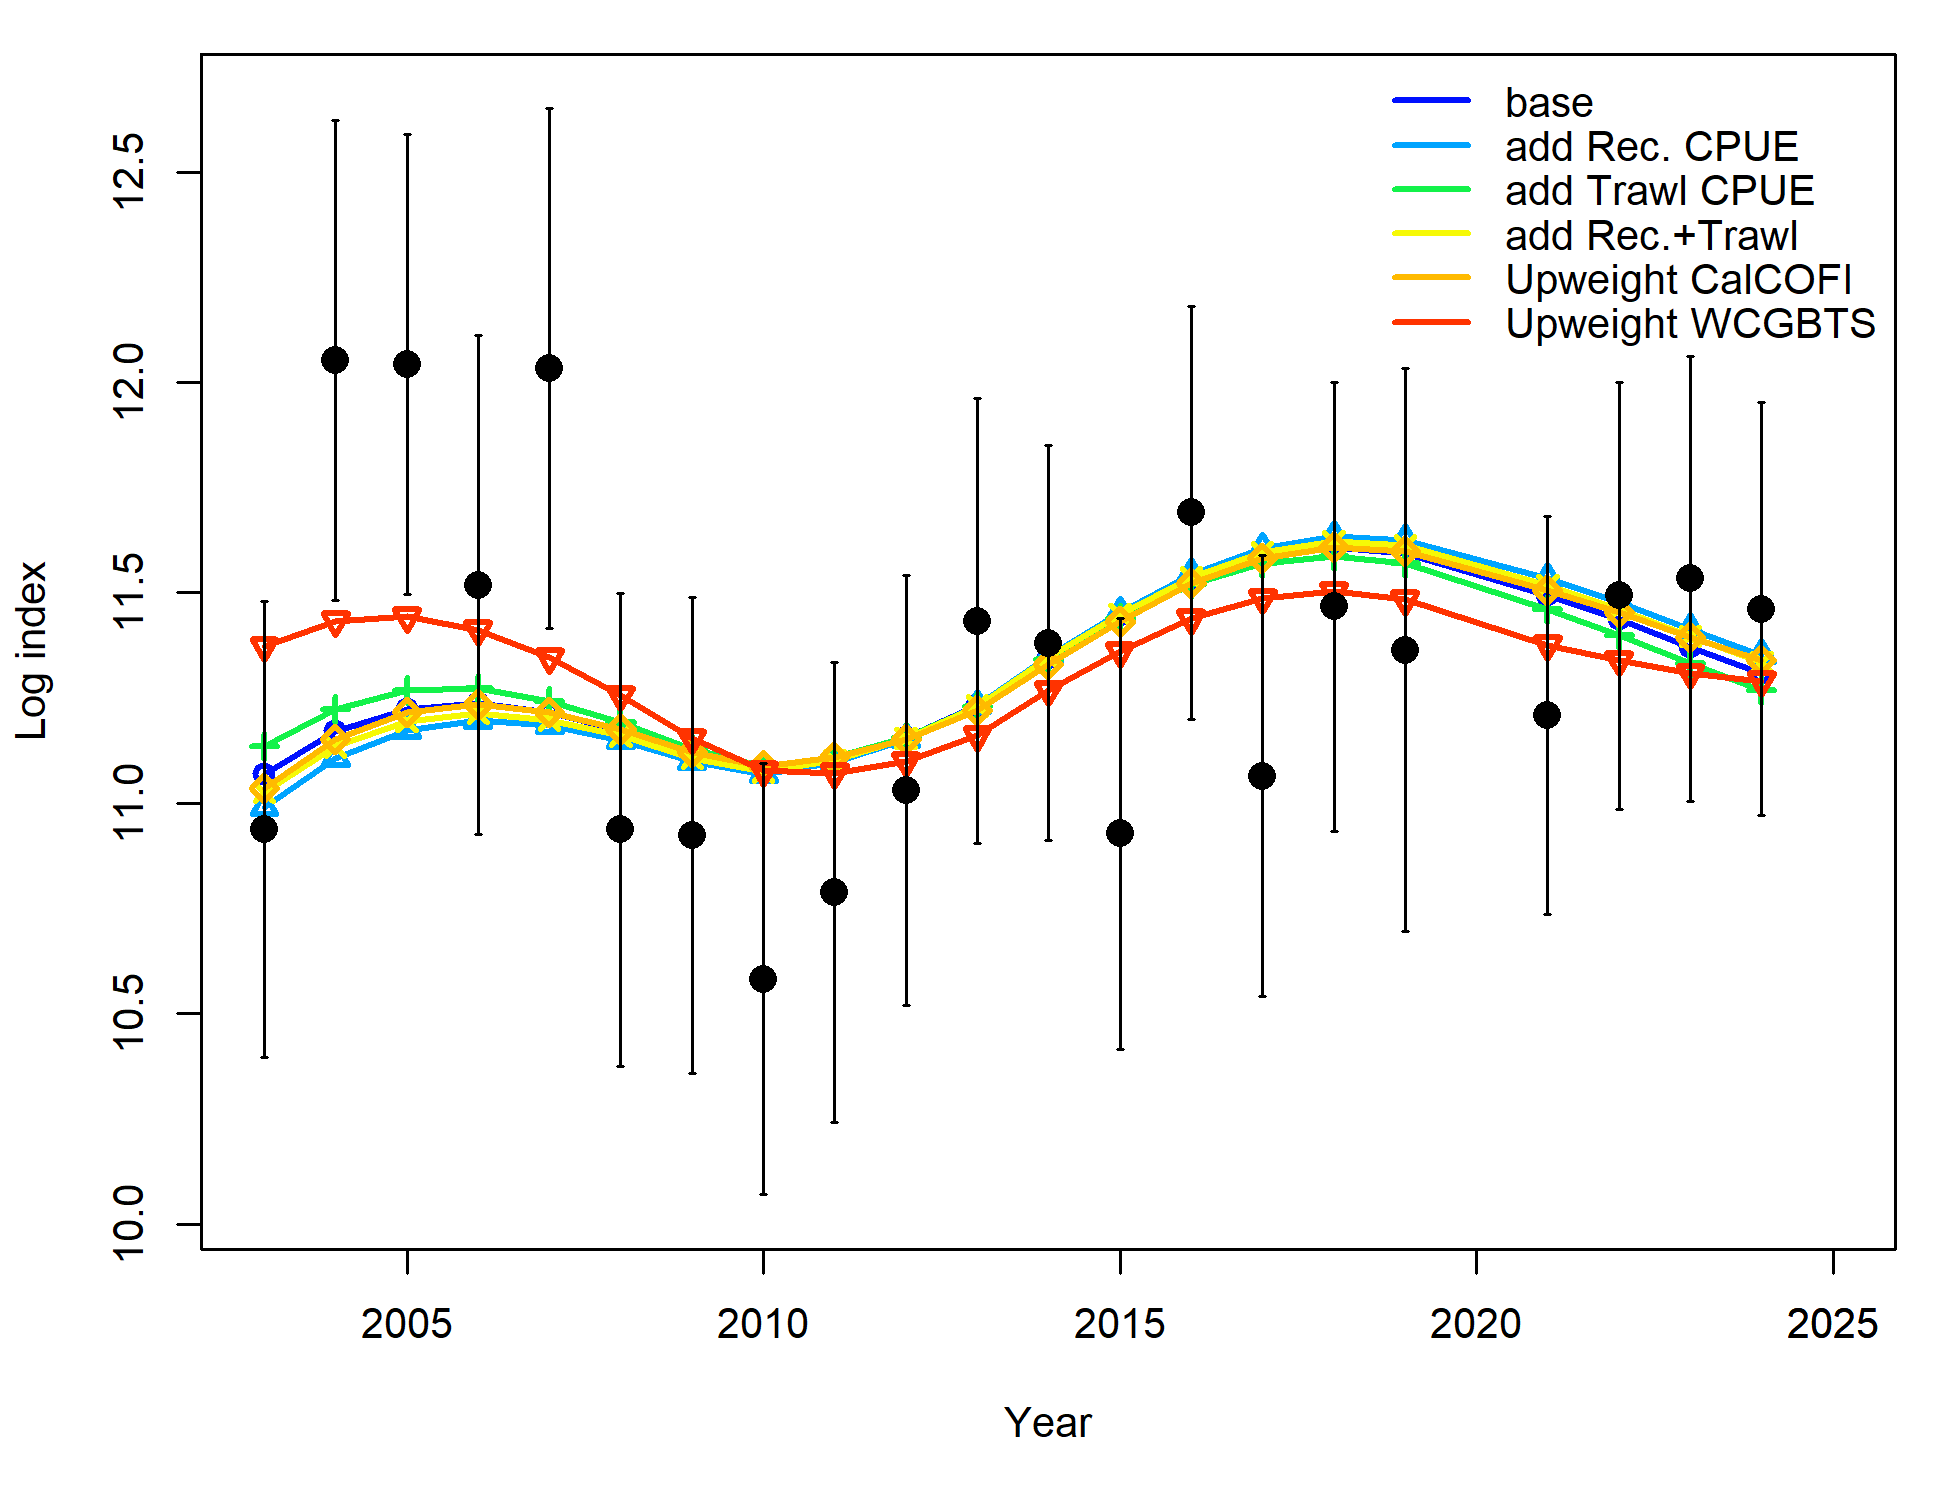 base
add Rec. CPUE
add Trawl CPUE
add Rec.+Trawl
Upweight CalCOFI
Upweight WCGBTS
Log index
12.5
12.0
11.5
11.0
10.5
10.0
2005 2010 2015 2020 2025
Year